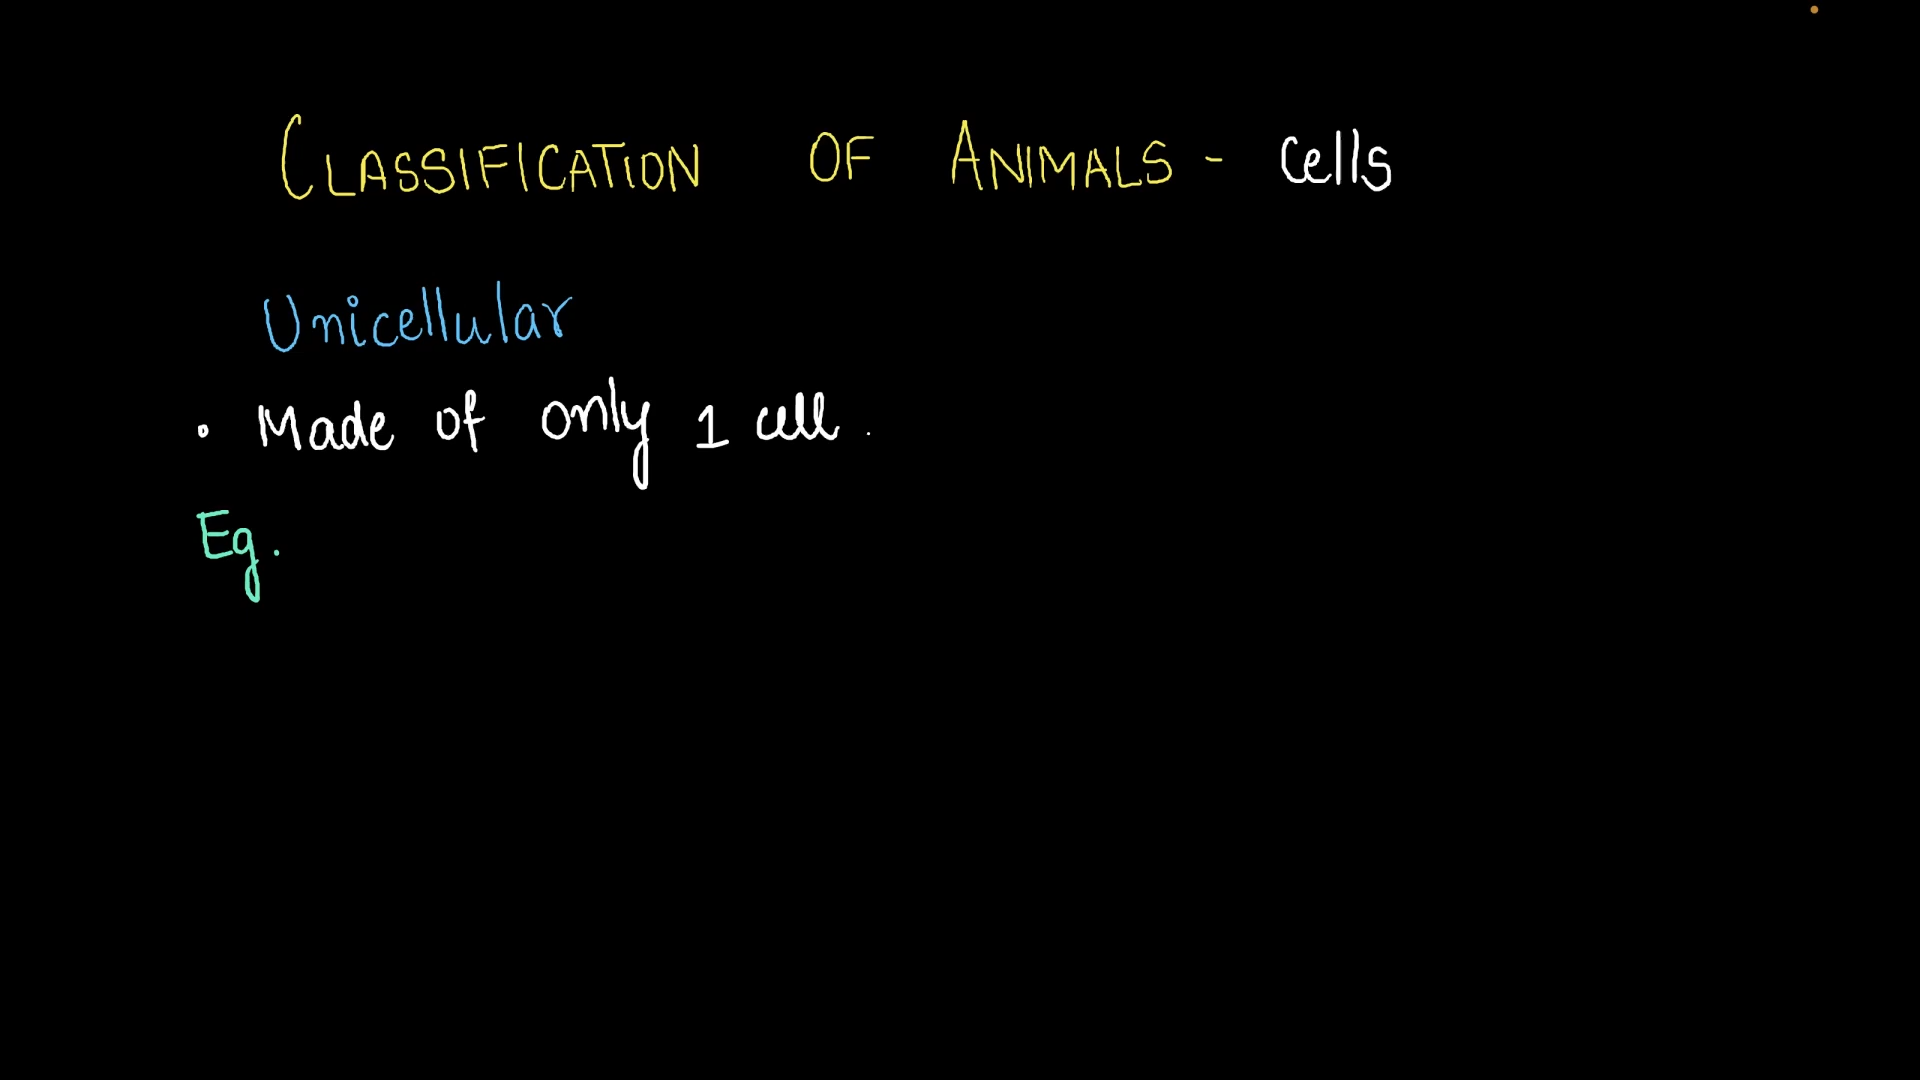 CLASSIFICATION OF ANIMALS - Cells
Unicellular
• Made of only 1 cell.
Eg.